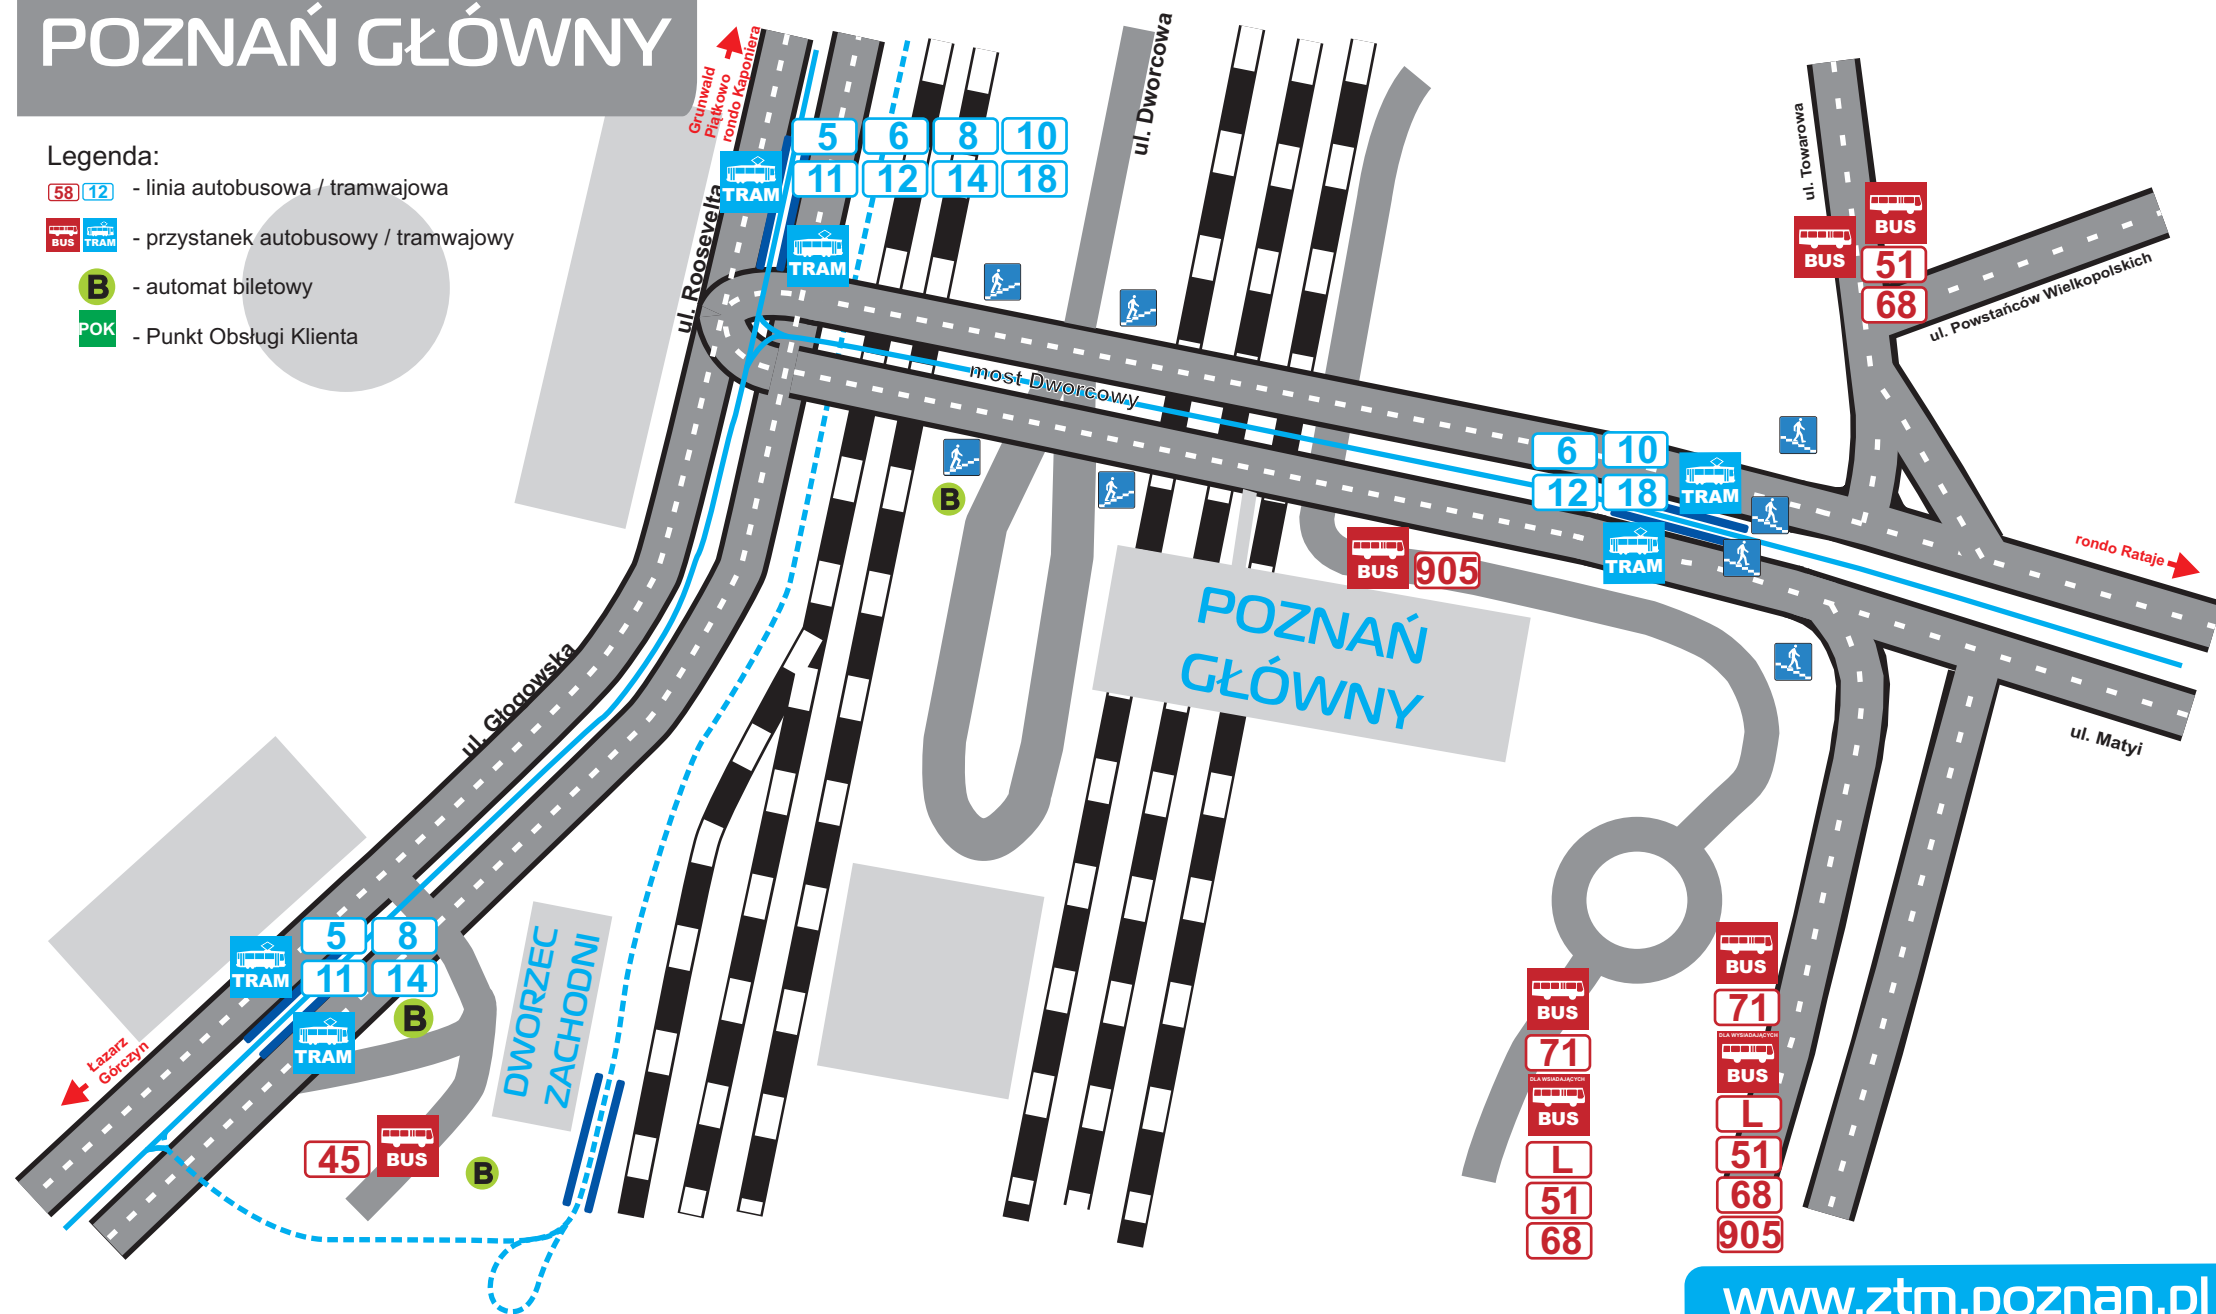 POZNAŃ GŁÓWNY
Legenda:
58 12 - linia autobusowa / tramwajowa
BUS TRAM - przystanek autobusowy / tramwajowy
B - automat biletowy
POK - Punkt Obsługi Klienta
Grunwald
Piątkowo
rondo Kaponiera
ul. Roosevelta
TRAM
5 6 8 10
11 12 14 18
TRAM
ul. Dworcowa
most Dworcowy
B
ul. Towarowa
BUS
BUS
51
68
ul. Powstańców Wielkopolskich
6 10
12 18
TRAM
TRAM
rondo Rataje
ul. Matyi
BUS 905
POZNAŃ
GŁÓWNY
ul. Głogowska
TRAM
5 8
11 14
TRAM
B
Łazarz
Górczyn
45 BUS
B
DWORZEC
ZACHODNI
BUS
71
DLA WSIADAJĄCYCH
BUS
L
51
68
BUS
71
DLA WYSIADAJĄCYCH
BUS
L
51
68
905
www.ztm.poznan.pl